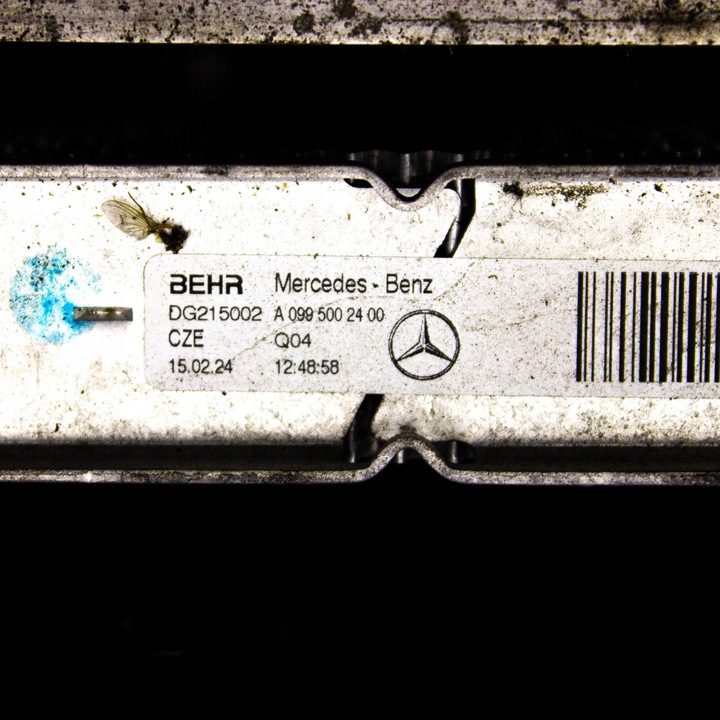 BEHR Mercedes - Benz
DG215002 A 099 500 24 00
CZE Q04
15.02.24 12:48:58